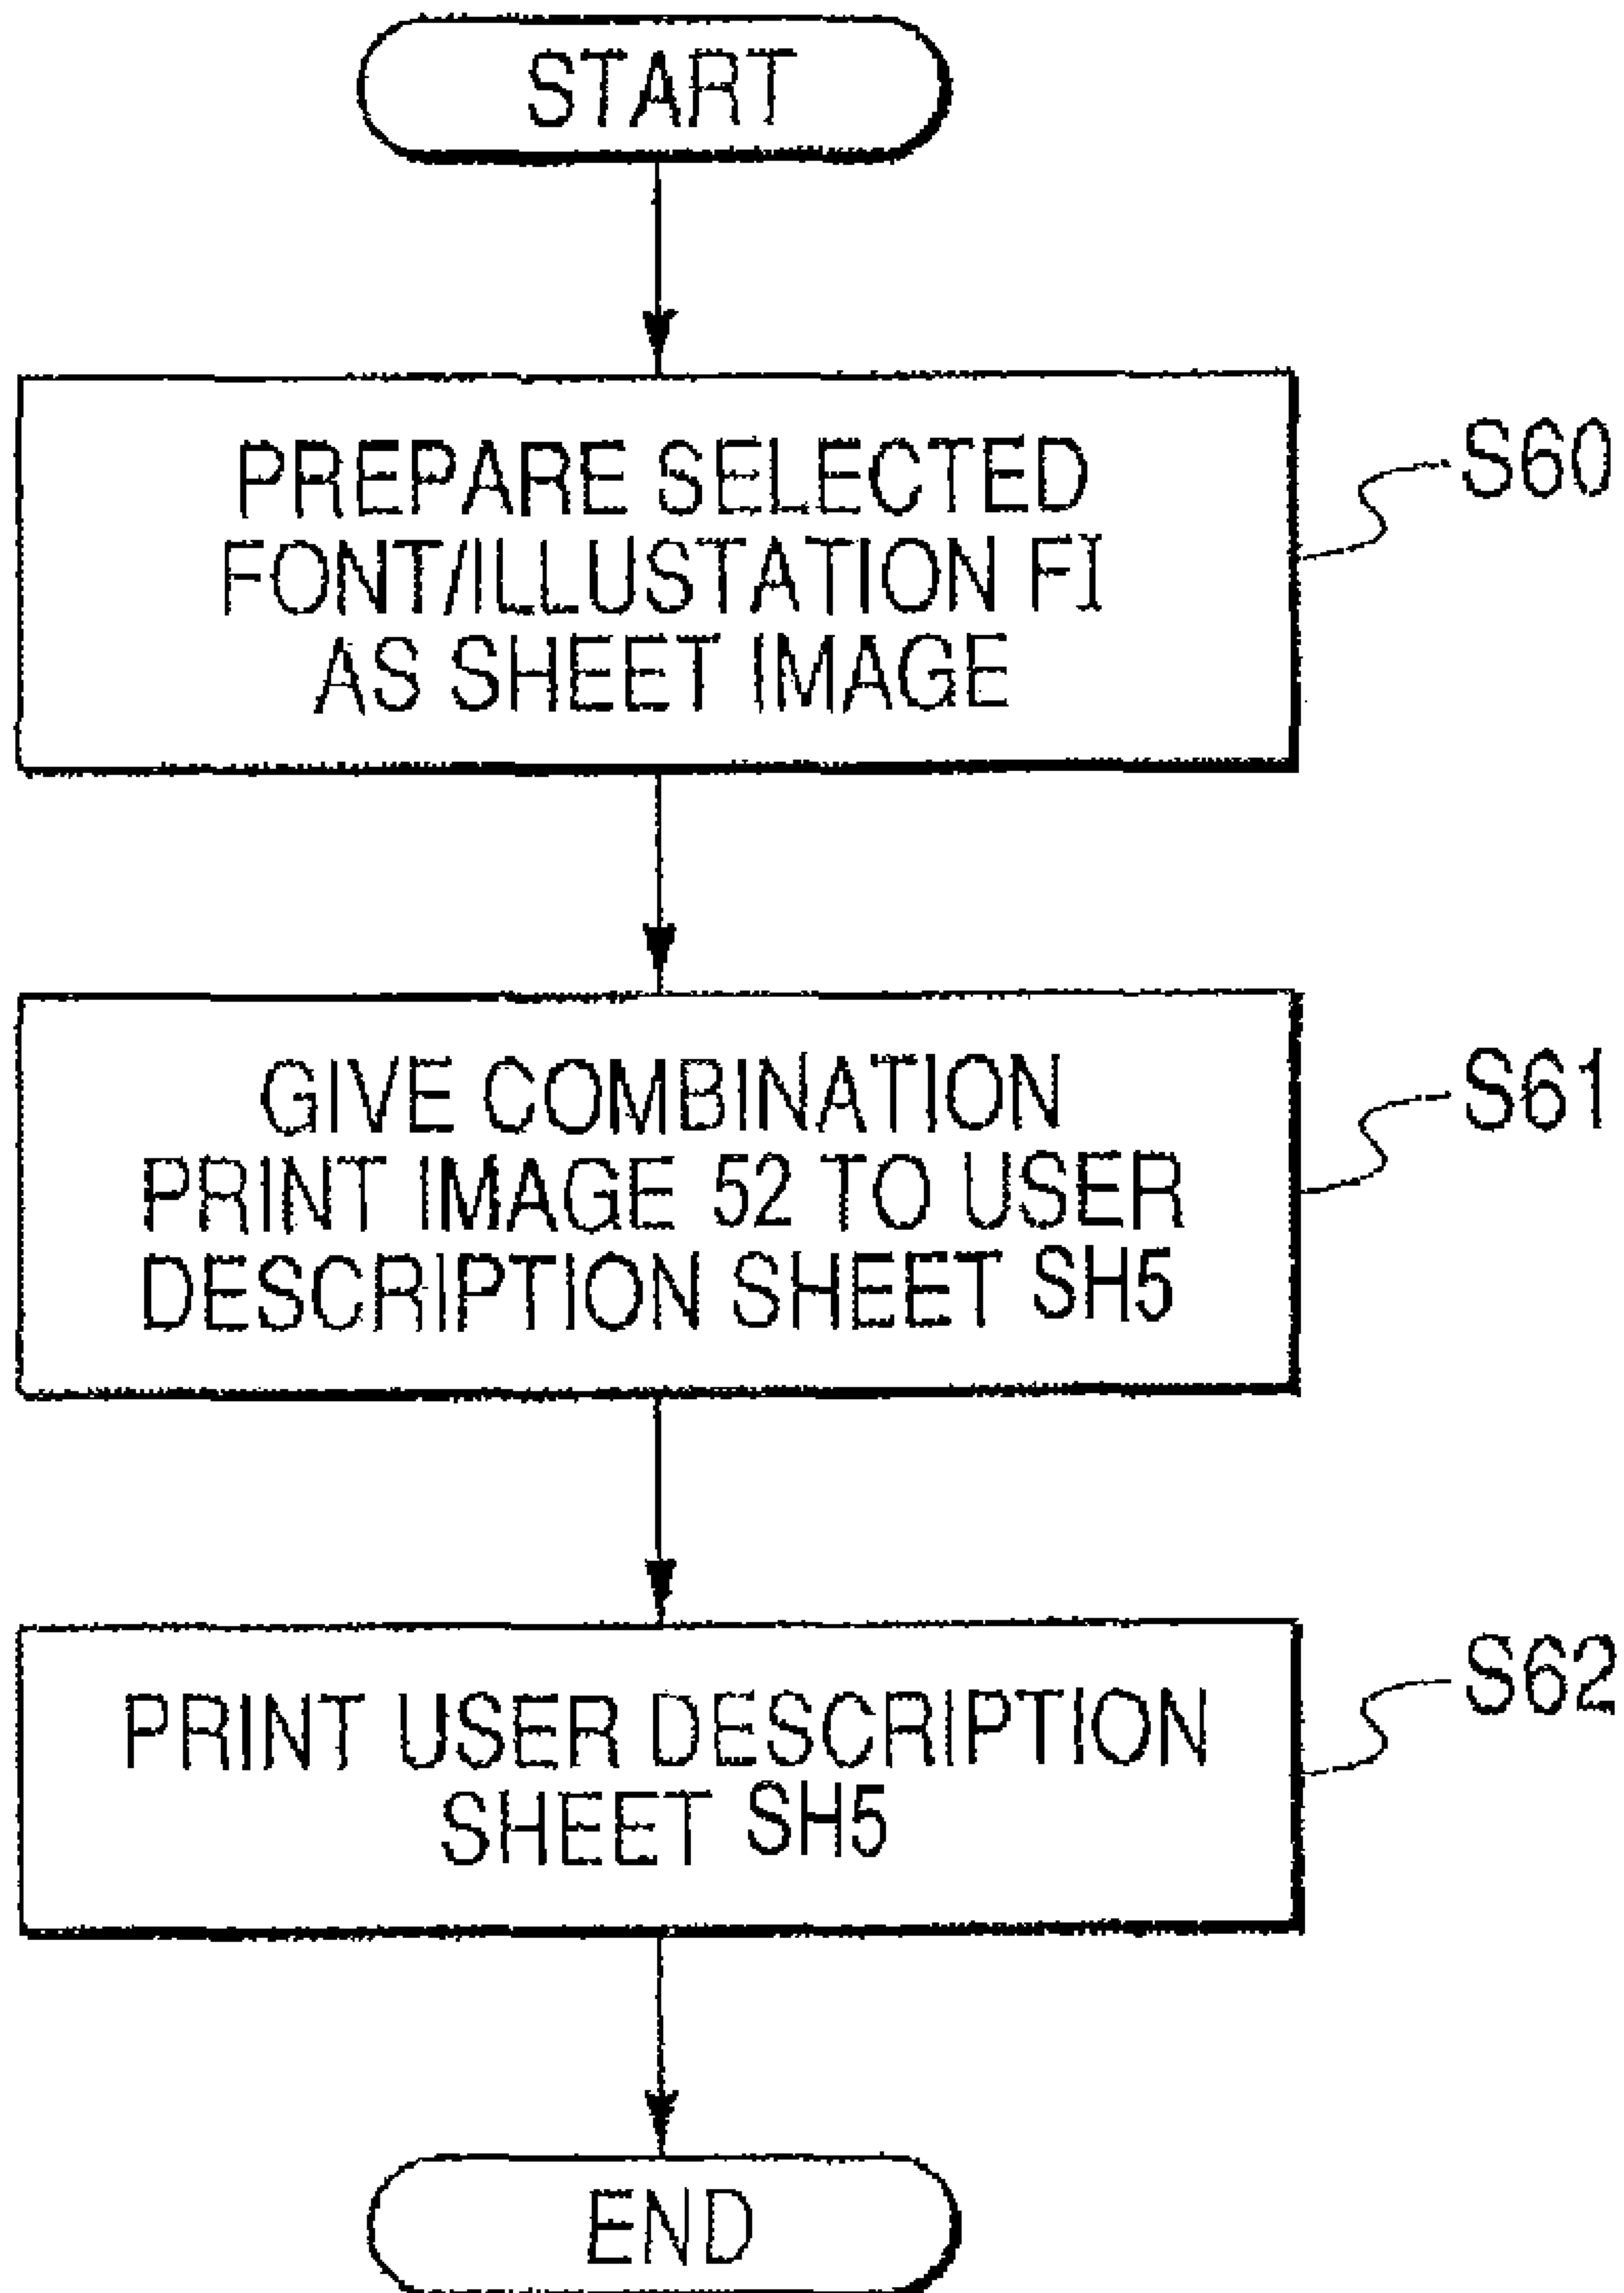 START
PREPARE SELECTED
FONT/ILLUSTATION FI
AS SHEET IMAGE
S60
GIVE COMBINATION
PRINT IMAGE 52 TO USER
DESCRIPTION SHEET SH5
S61
PRINT USER DESCRIPTION
SHEET SH5
S62
END